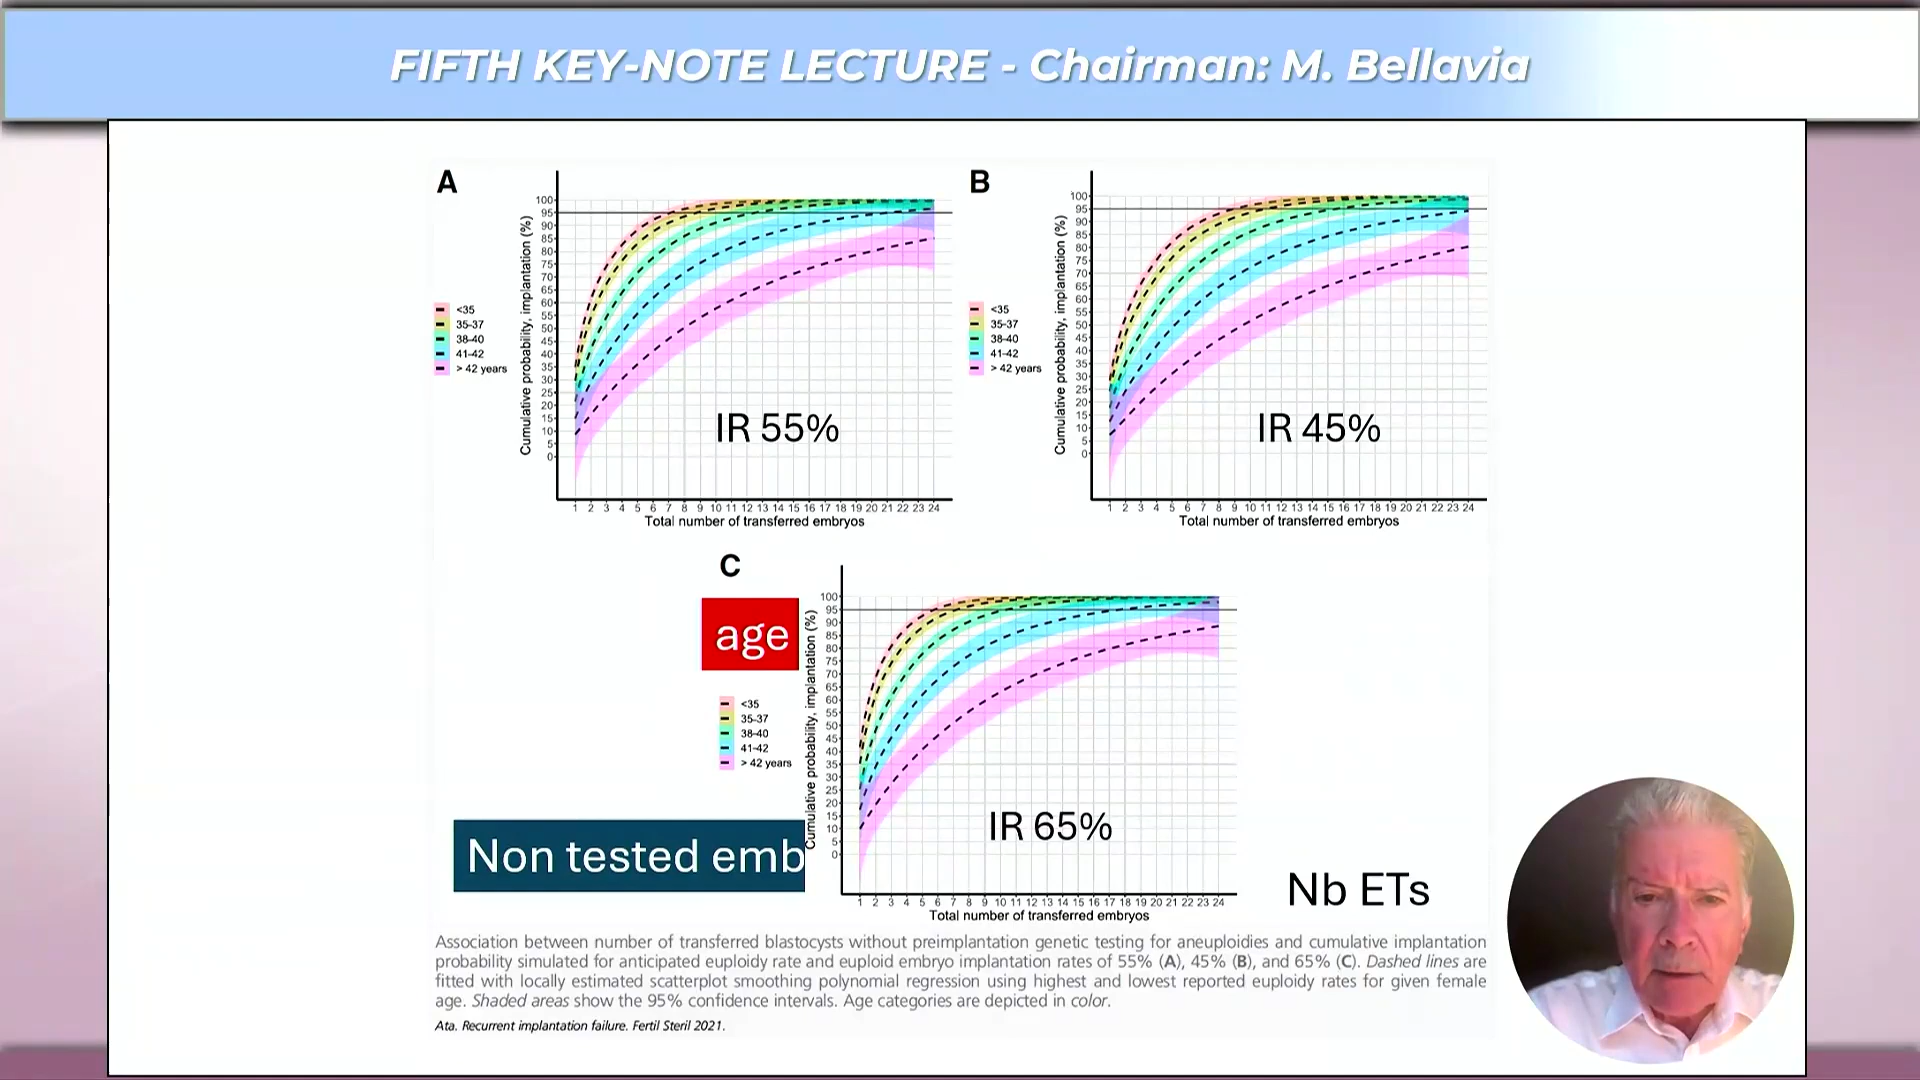 FIFTH KEY-NOTE LECTURE - Chairman: M. Bellavia
A
Cumulative probability, implantation (%)
100
95
90
85
80
75
70
65
60
55
50
45
40
35
30
25
20
15
10
5
0
<35
35-37
38-40
41-42
> 42 years
IR 55%
1 2 3 4 5 6 7 8 9 10 11 12 13 14 15 16 17 18 19 20 21 22 23 24
Total number of transferred embryos
B
Cumulative probability, implantation (%)
100
95
90
85
80
75
70
65
60
55
50
45
40
35
30
25
20
15
10
5
0
<35
35-37
38-40
41-42
> 42 years
IR 45%
1 2 3 4 5 6 7 8 9 10 11 12 13 14 15 16 17 18 19 20 21 22 23 24
Total number of transferred embryos
C
age
Cumulative probability, implantation (%)
100
95
90
85
80
75
70
65
60
55
50
45
40
35
30
25
20
15
10
5
0
<35
35-37
38-40
41-42
> 42 years
IR 65%
Non tested emb
1 2 3 4 5 6 7 8 9 10 11 12 13 14 15 16 17 18 19 20 21 22 23 24
Total number of transferred embryos
Nb ETs
Association between number of transferred blastocysts without preimplantation genetic testing for aneuploidies and cumulative implantation
probability simulated for anticipated euploidy rate and euploid embryo implantation rates of 55% (A), 45% (B), and 65% (C). Dashed lines are
fitted with locally estimated scatterplot smoothing polynomial regression using highest and lowest reported euploidy rates for given female
age. Shaded areas show the 95% confidence intervals. Age categories are depicted in color.
Ata. Recurrent implantation failure. Fertil Steril 2021.